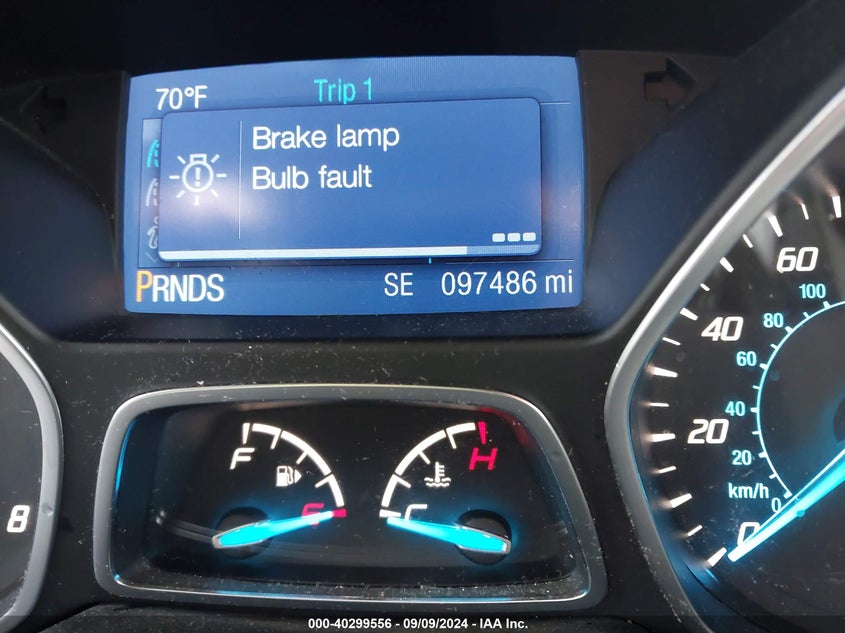 70°F Trip 1
Brake lamp
Bulb fault
PRNDS SE 097486 mi
F H
E C
8
60
40
20
0
100
80
60
40
20
km/h
0
000-40299556 - 09/09/2024 - IAA Inc.